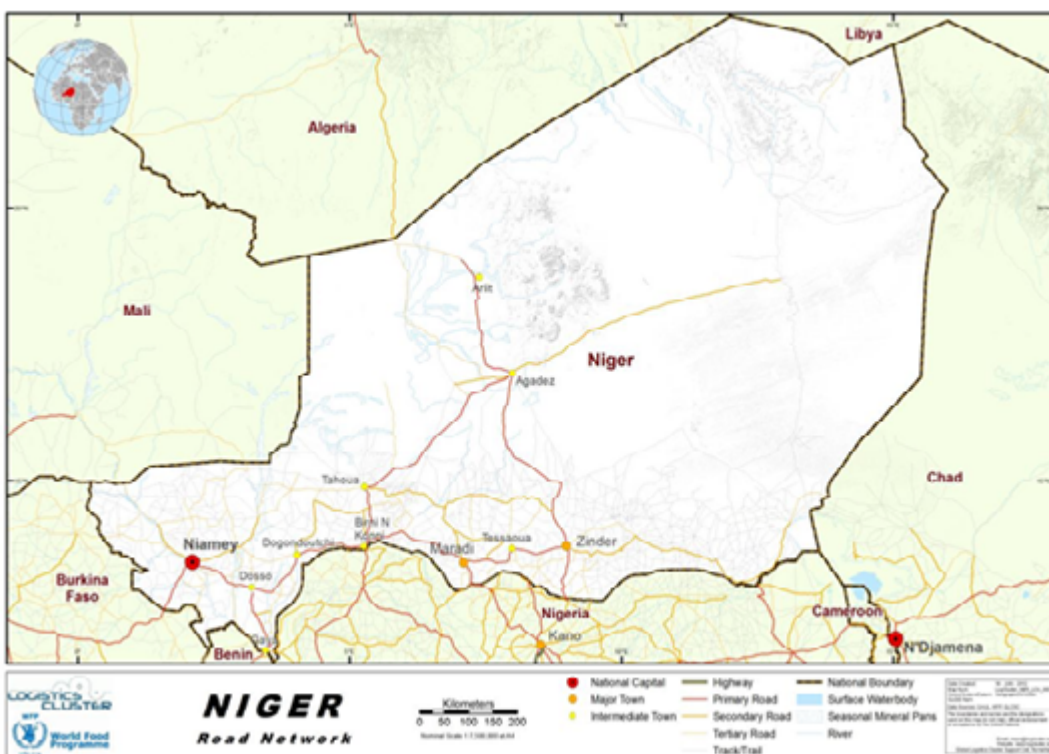 Libya
Algeria
Mali
Arlit
Niger
Agadez
Chad
Tahoua
Birni N
Konni
Dogondoutchi
Niamey
Maradi
Tessaoua
Zinder
Dosso
Burkina
Faso
Nigeria
Cameroon
Gaya
Benin
Kano
N'Djamena
LOGISTICS
CLUSTER
WFP
World Food
Programme
NIGER
Road Network
Kilometers
0 50 100 200
National Capital
Major Town
Intermediate Town
Highway
Primary Road
Secondary Road
Tertiary Road
Track/Trail
National Boundary
Surface Waterbody
Seasonal Mineral Pans
River